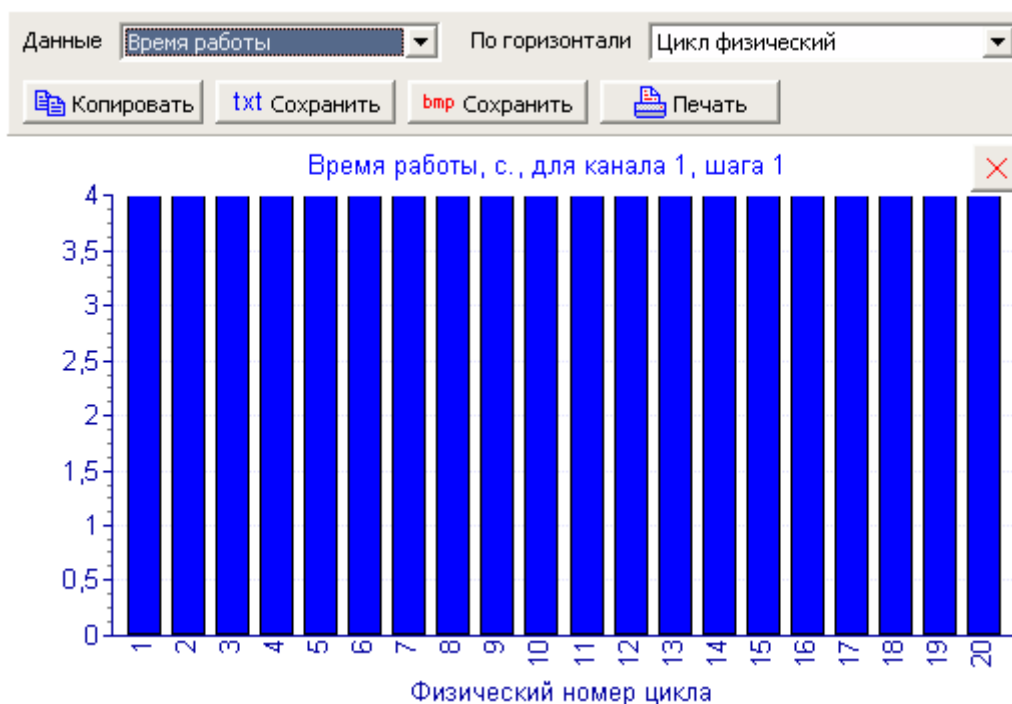 Данные Время работы По горизонтали Цикл физический
Копировать txt Сохранить bmp Сохранить Печать
Время работы, с., для канала 1, шага 1
4
3,5
3
2,5
2
1,5
1
0,5
0
1 2 3 4 5 6 7 8 9 10 11 12 13 14 15 16 17 18 19 20
Физический номер цикла